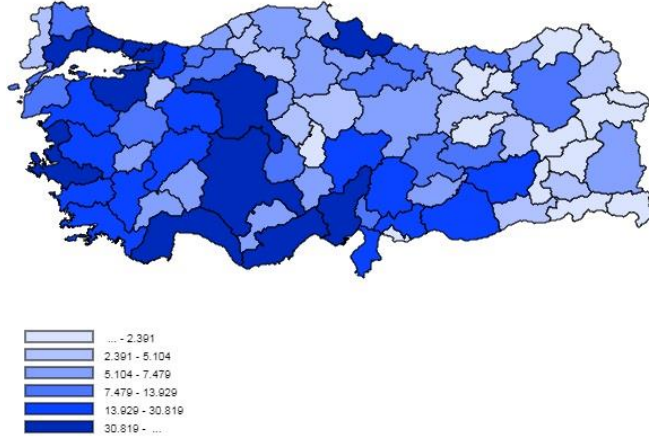 ... - 2.391
2.391 - 5.104
5.104 - 7.479
7.479 - 13.929
13.929 - 30.819
30.819 - ...